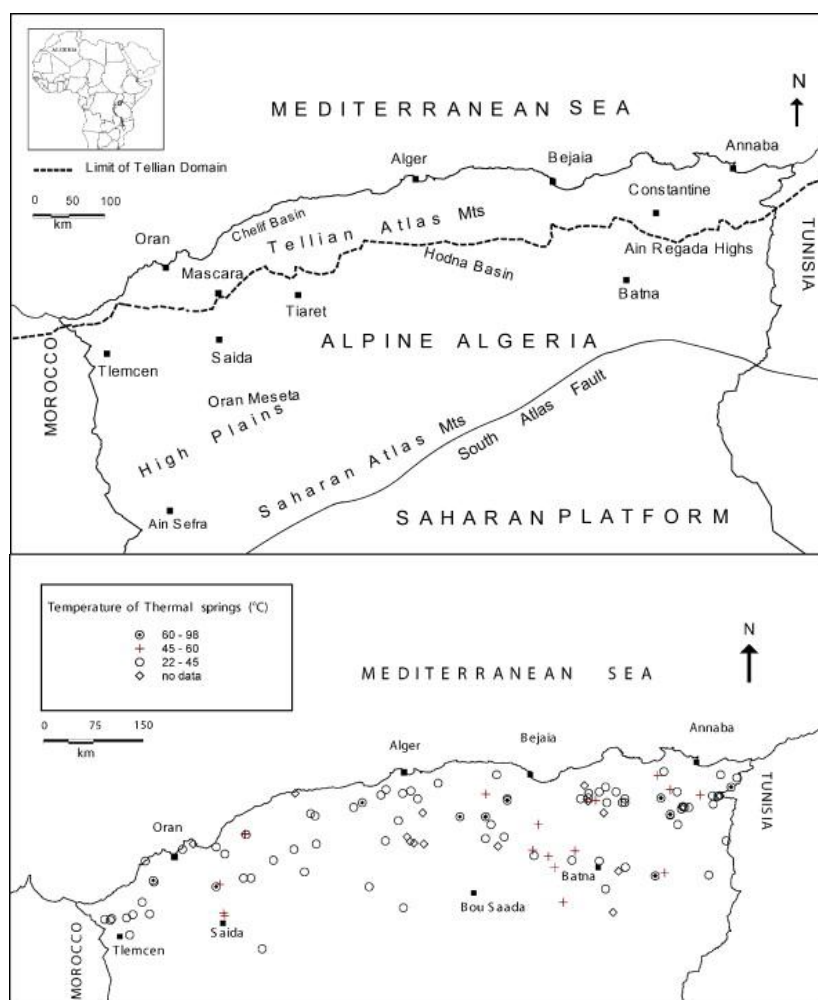 ALGERIA
N
MEDITERRANEAN SEA
Annaba
Alger
Bejaia
Limit of Tellian Domain
0 50 100
km
Constantine
Chelif Basin
Tellian Atlas Mts
Oran
Ain Regada Highs
TUNISIA
Hodna Basin
Mascara
Batna
Tiaret
ALPINE ALGERIA
Saida
Tlemcen
MOROCCO
Oran Meseta
High Plains
Saharan Atlas Mts
South Atlas Fault
Ain Sefra
SAHARAN PLATFORM
Temperature of Thermal springs (°C)
60 - 98
45 - 60
22 - 45
no data
N
MEDITERRANEAN SEA
0 75 150
km
Alger
Bejaia
Annaba
TUNISIA
Oran
Batna
Bou Saada
Saida
Tlemcen
MOROCCO